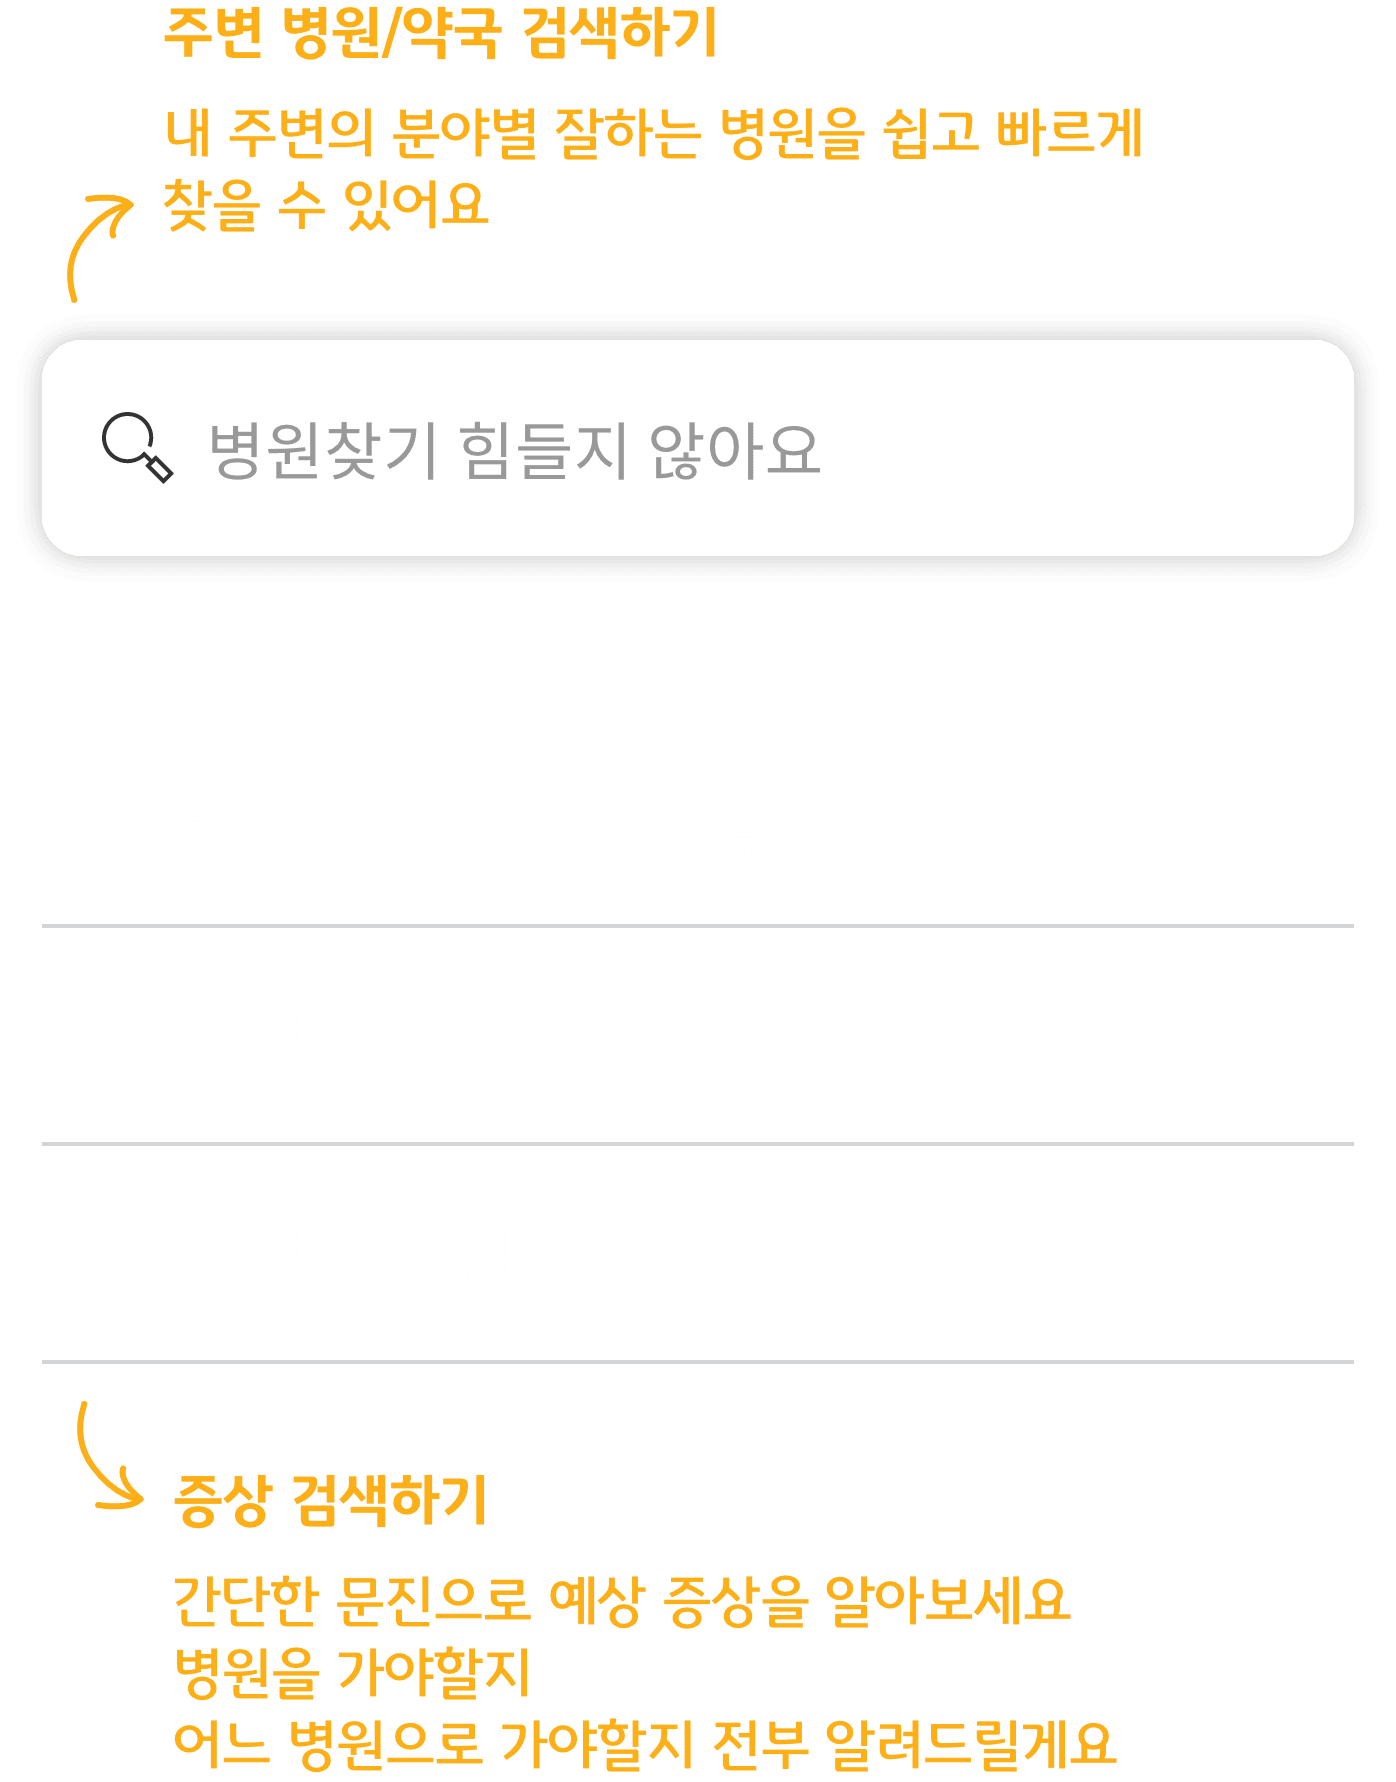 주변 병원/약국 검색하기
내 주변의 분야별 잘하는 병원을 쉽고 빠르게
찾을 수 있어요
병원찾기 힘들지 않아요
증상 검색하기
간단한 문진으로 예상 증상을 알아보세요
병원을 가야할지
어느 병원으로 가야할지 전부 알려드릴게요